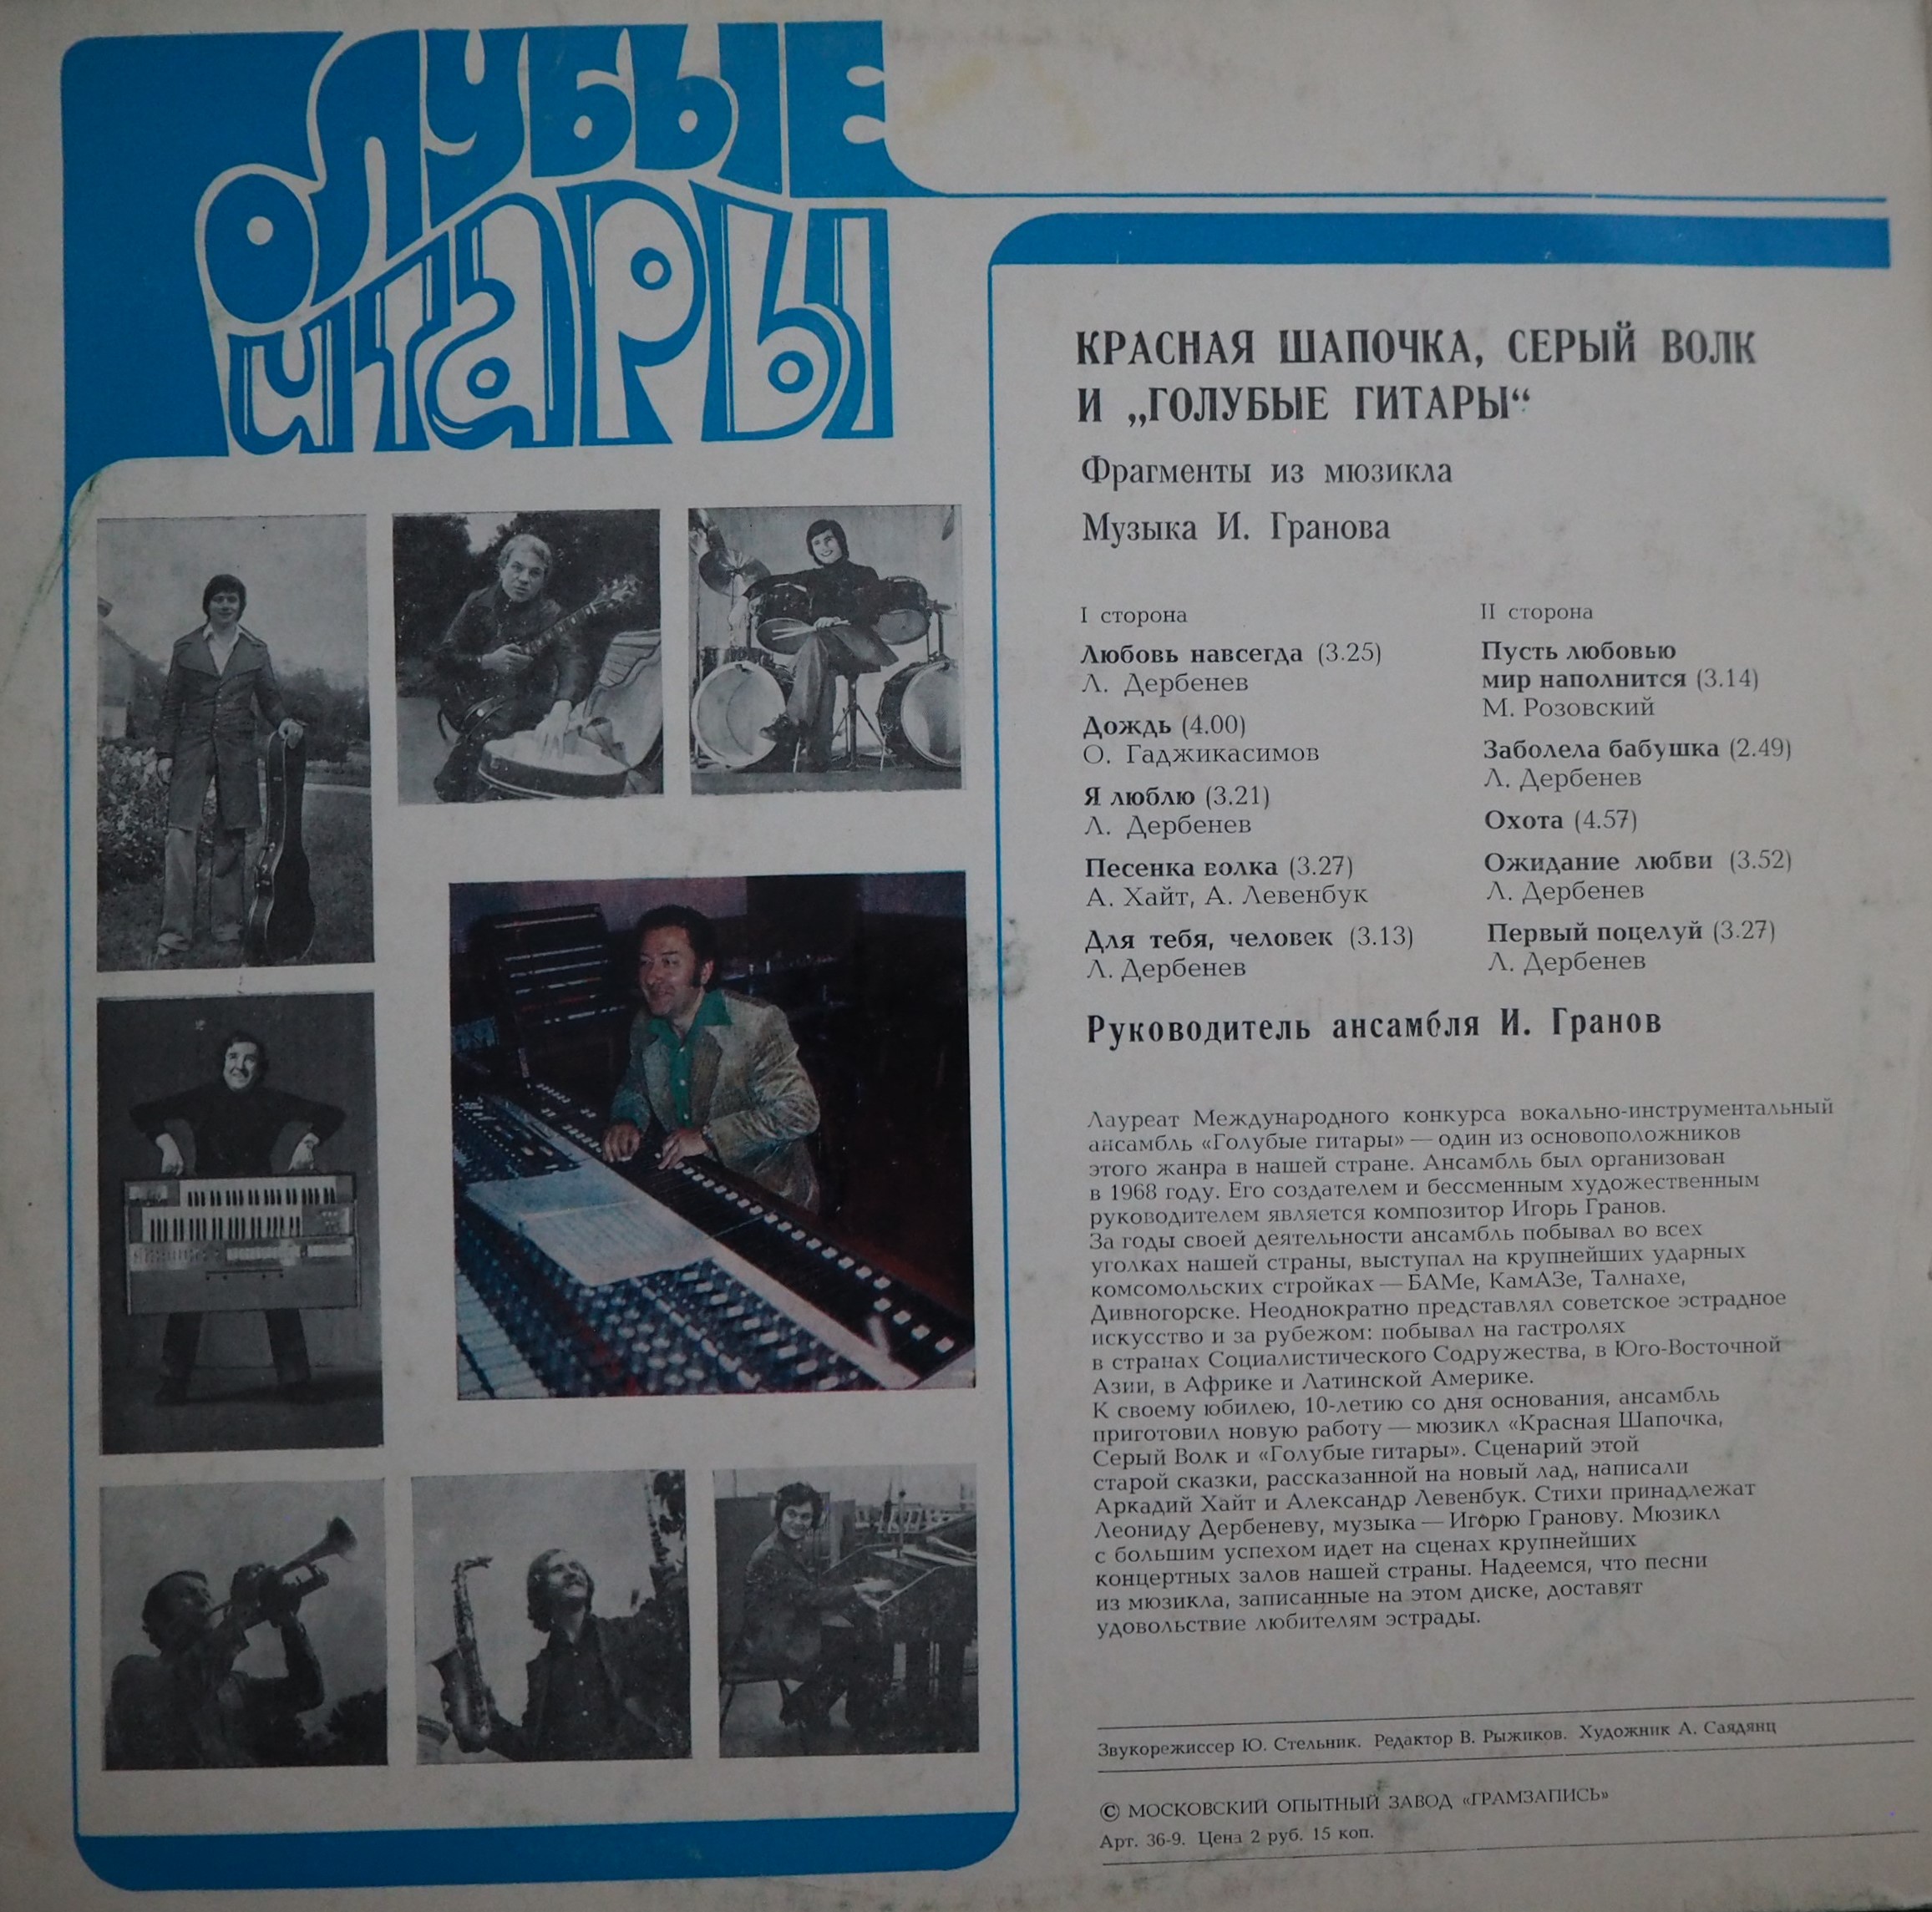 Голубые
гитары
КРАСНАЯ ШАПОЧКА, СЕРЫЙ ВОЛК
И „ГОЛУБЫЕ ГИТАРЫ“
Фрагменты из мюзикла
Музыка И. Гранова
I сторона
Любовь навсегда (3.25)
Л. Дербенев
Дождь (4.00)
О. Гаджикасимов
Я люблю (3.21)
Л. Дербенев
Песенка волка (3.27)
А. Хайт, А. Левенбук
Для тебя, человек (3.13)
Л. Дербенев
II сторона
Пусть любовью
мир наполнится (3.14)
М. Розовский
Заболела бабушка (2.49)
Л. Дербенев
Охота (4.57)
Ожидание любви (3.52)
Л. Дербенев
Первый поцелуй (3.27)
Л. Дербенев
Руководитель ансамбля И. Гранов
Лауреат Международного конкурса вокально-инструментальный
ансамбль «Голубые гитары» — один из основоположников
этого жанра в нашей стране. Ансамбль был организован
в 1968 году. Его создателем и бессменным художественным
руководителем является композитор Игорь Гранов.
За годы своей деятельности ансамбль побывал во всех
уголках нашей страны, выступал на крупнейших ударных
комсомольских стройках — БАМе, КамАЗе, Талнахе,
Дивногорске. Неоднократно представлял советское эстрадное
искусство и за рубежом: побывал на гастролях
в странах Социалистического Содружества, в Юго-Восточной
Азии, в Африке и Латинской Америке.
К своему юбилею, 10-летию со дня основания, ансамбль
приготовил новую работу — мюзикл «Красная Шапочка,
Серый Волк и «Голубые гитары». Сценарий этой
старой сказки, рассказанной на новый лад, написали
Аркадий Хайт и Александр Левенбук. Стихи принадлежат
Леониду Дербеневу, музыка — Игорю Гранову. Мюзикл
с большим успехом идет на сценах крупнейших
концертных залов нашей страны. Надеемся, что песни
из мюзикла, записанные на этом диске, доставят
удовольствие любителям эстрады.
Звукорежиссер Ю. Стельник. Редактор В. Рыжиков. Художник А. Саядянц
© МОСКОВСКИЙ ОПЫТНЫЙ ЗАВОД «ГРАМЗАПИСЬ»
Арт. 36-9. Цена 2 руб. 15 коп.